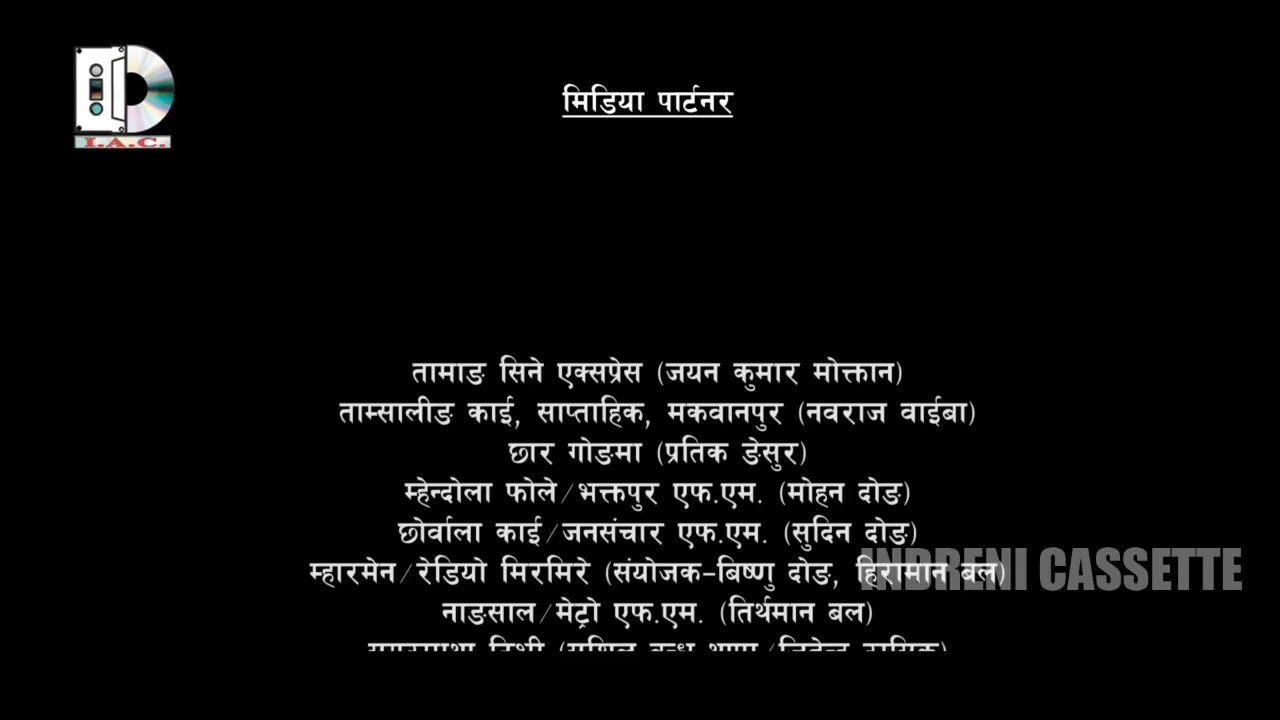 I.A.C.
मिडिया पार्टनर
तामाङ सिने एक्सप्रेस (जयन कुमार मोक्तान)
ताम्सालीङ काई, साप्ताहिक, मकवानपुर (नवराज वाईबा)
छार गोङमा (प्रतिक ङेसुर)
म्हेन्दोला फोले/भक्तपुर एफ.एम. (मोहन दोङ)
छोर्वाला काई/जनसंचार एफ.एम. (सुदिन दोङ)
म्हारमेन/रेडियो मिरमिरे (संयोजक-बिष्णु दोङ, हिरामान बल)
INDRENI CASSETTE
नाङसाल/मेट्रो एफ.एम. (तिर्थमान बल)